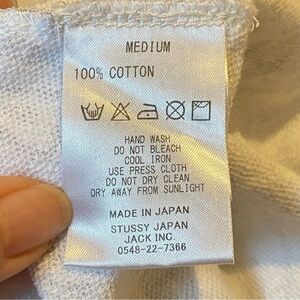 MEDIUM
100% COTTON
HAND WASH
DO NOT BLEACH
COOL IRON
USE PRESS CLOTH
DO NOT DRY CLEAN
DRY AWAY FROM SUNLIGHT
MADE IN JAPAN
STUSSY JAPAN
JACK INC.
0548-22-7366